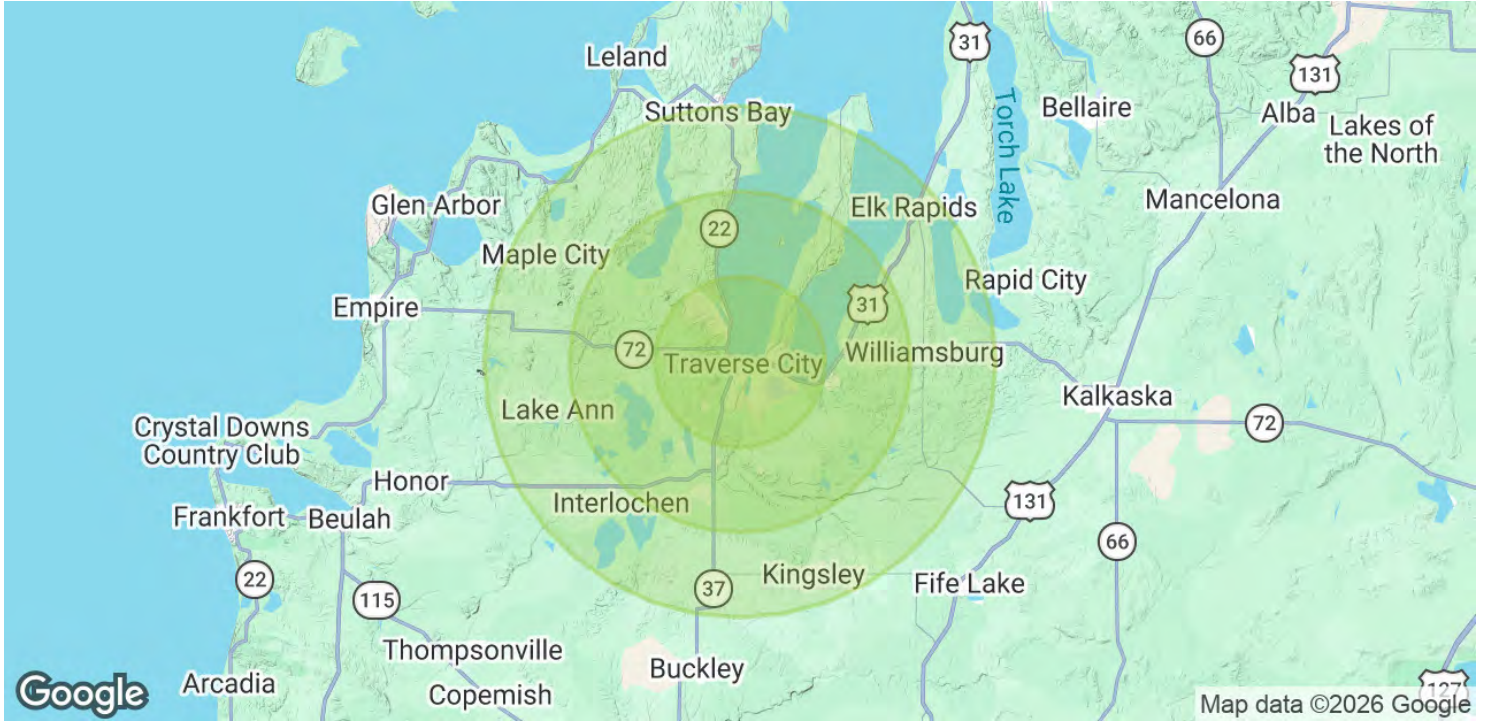 31
66
131
Leland
Bellaire
Suttons Bay
Alba
Torch Lake
Lakes of
the North
Glen Arbor
Elk Rapids
Mancelona
22
Maple City
Rapid City
Empire
31
72
Traverse City
Williamsburg
Kalkaska
Lake Ann
72
Crystal Downs
Country Club
Honor
Interlochen
131
Frankfort
Beulah
66
22
Kingsley
Fife Lake
37
115
Thompsonville
Buckley
Arcadia
Copemish
127
Google
Map data ©2026 Google